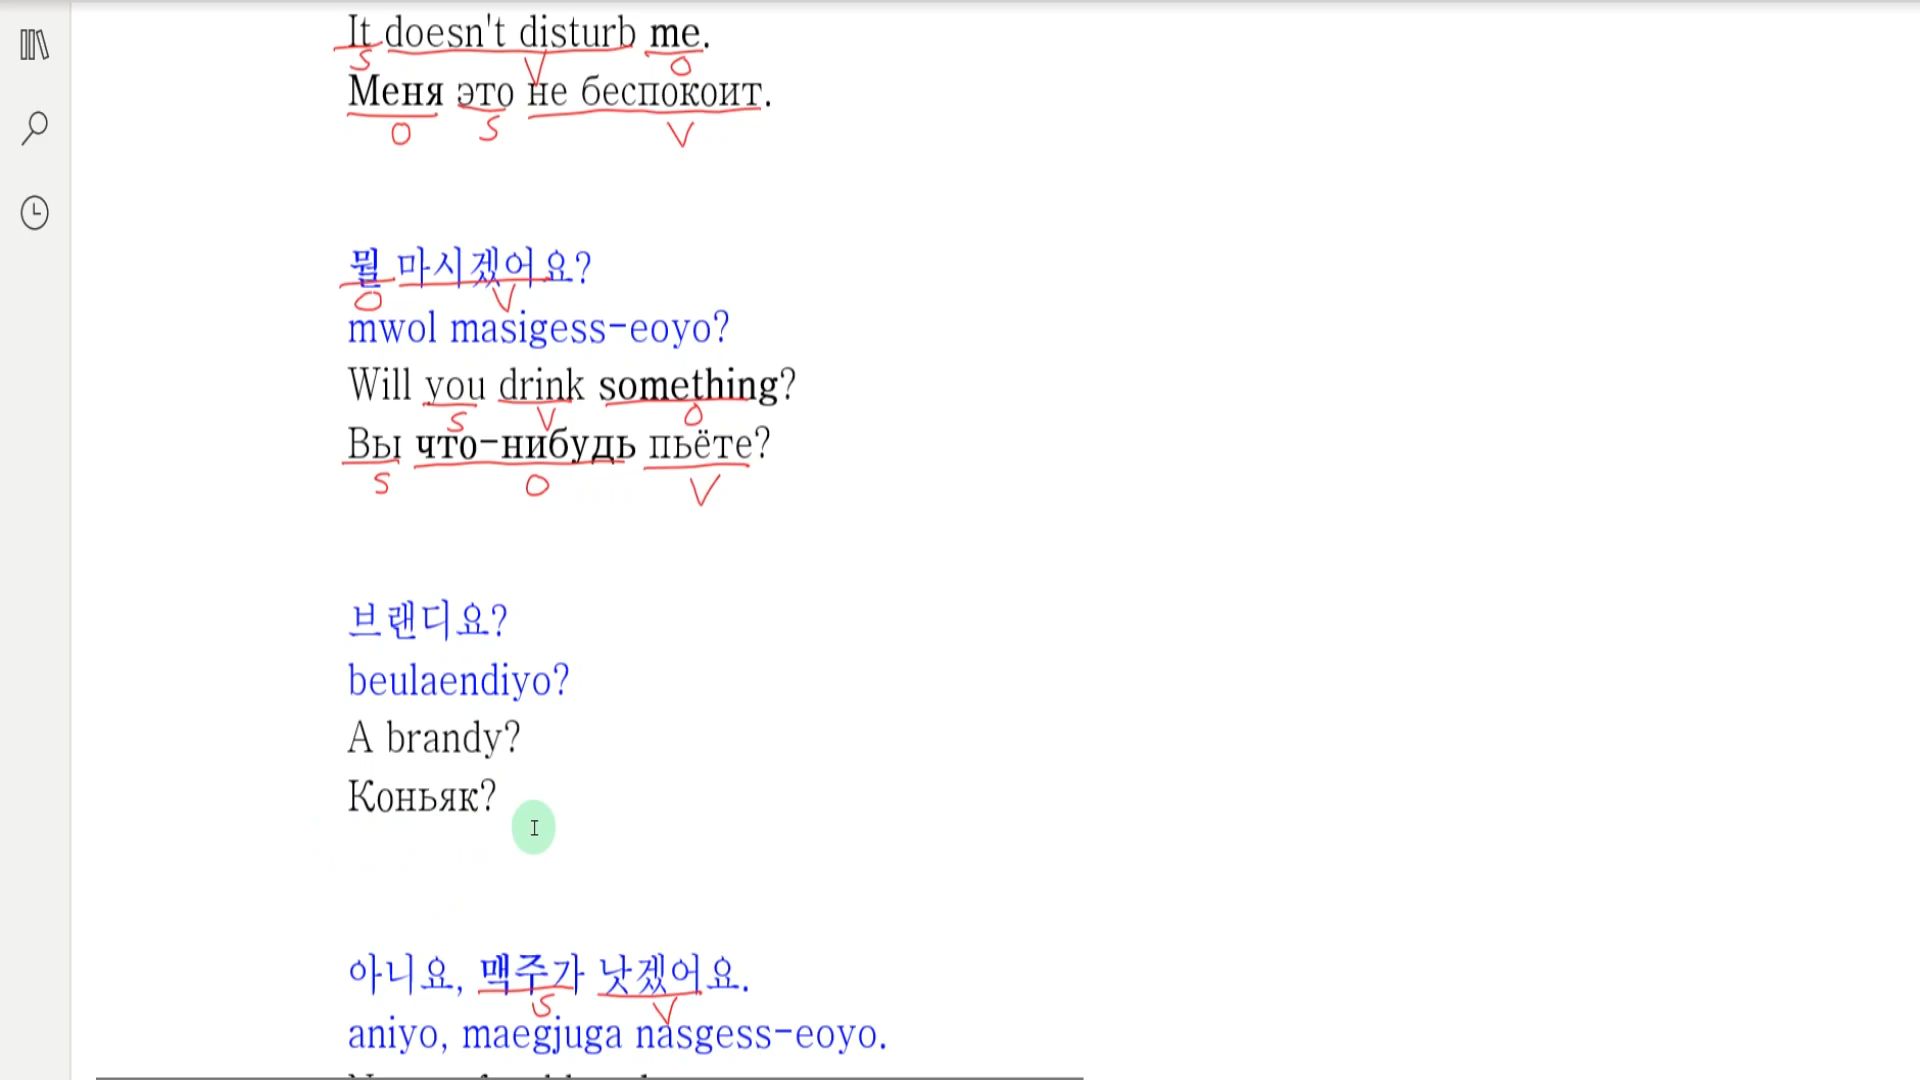 It doesn't disturb me.
S V O
Меня это не беспокоит.
O S V
뭘 마시겠어요?
O V
mwol masigess-eoyo?
Will you drink something?
S V O
Вы что-нибудь пьёте?
S O V
브랜디요?
beulaendiyo?
A brandy?
Коньяк?
아니요, 맥주가 낫겠어요.
S V
aniyo, maegjuga nasgess-eoyo.